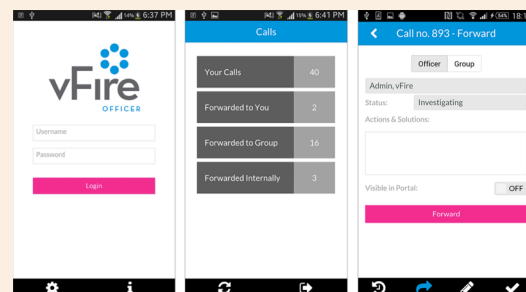 14% 6:37 PM
vFire
OFFICER
Username
Password
Login
15% 6:41 PM
Calls
Your Calls 40
Forwarded to You 2
Forwarded to Group 16
Forwarded Internally 3
Call no. 893 - Forward
Officer Group
Admin, vFire
Status: Investigating
Actions & Solutions:
Visible in Portal: OFF
Forward